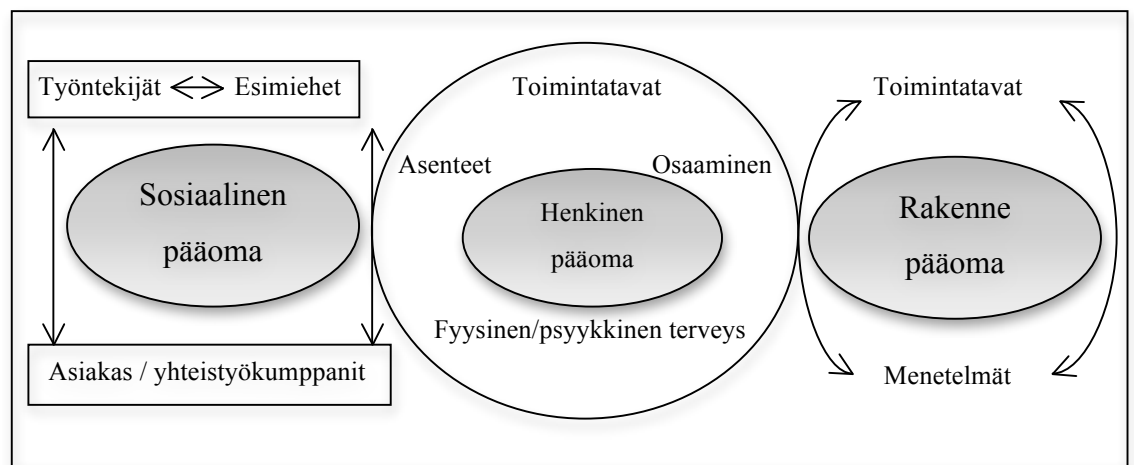 Työntekijät Esimiehet
Sosiaalinen
pääoma
Asiakas / yhteistyökumppanit
Toimintatavat
Asenteet
Osaaminen
Henkinen
pääoma
Fyysinen/psyykkinen terveys
Toimintatavat
Rakenne
pääoma
Menetelmät